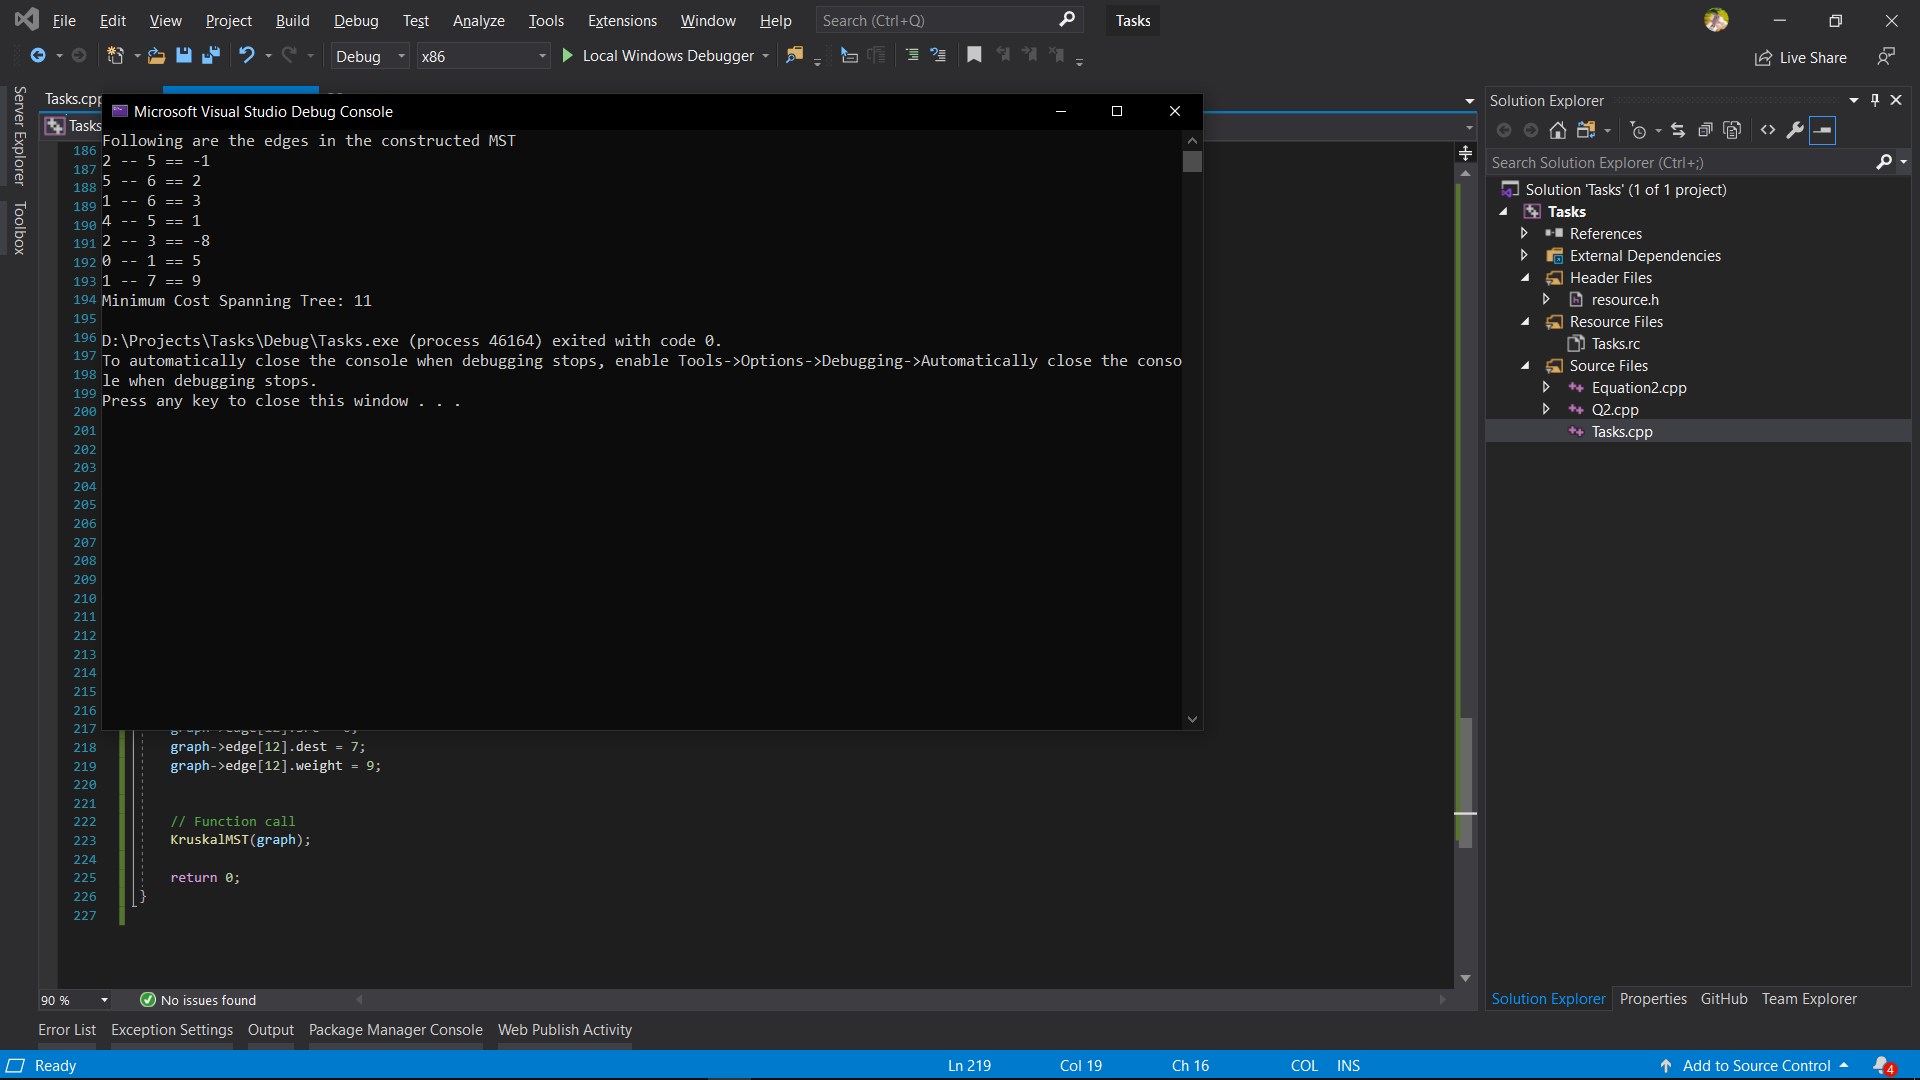 File Edit View Project Build Debug Test Analyze Tools Extensions Window Help Search (Ctrl+Q) Tasks
Debug x86 Local Windows Debugger Live Share
Server Explorer
Toolbox
Tasks.cpp
Tasks
Microsoft Visual Studio Debug Console
Following are the edges in the constructed MST
2 -- 5 == -1
5 -- 6 == 2
1 -- 6 == 3
4 -- 5 == 1
2 -- 3 == -8
0 -- 1 == 5
1 -- 7 == 9
Minimum Cost Spanning Tree: 11
D:\Projects\Tasks\Debug\Tasks.exe (process 46164) exited with code 0.
To automatically close the console when debugging stops, enable Tools->Options->Debugging->Automatically close the conso
le when debugging stops.
Press any key to close this window . . .
186
187
188
189
190
191
192
193
194
195
196
197
198
199
200
201
202
203
204
205
206
207
208
209
210
211
212
213
214
215
216
217
218 graph->edge[12].dest = 7;
219 graph->edge[12].weight = 9;
220
221
222 // Function call
223 KruskalMST(graph);
224
225 return 0;
226 }
227
90 % No issues found
Solution Explorer
Search Solution Explorer (Ctrl+;)
Solution 'Tasks' (1 of 1 project)
Tasks
References
External Dependencies
Header Files
resource.h
Resource Files
Tasks.rc
Source Files
Equation2.cpp
Q2.cpp
Tasks.cpp
Solution Explorer Properties GitHub Team Explorer
Error List Exception Settings Output Package Manager Console Web Publish Activity
Ready Ln 219 Col 19 Ch 16 COL INS Add to Source Control 4